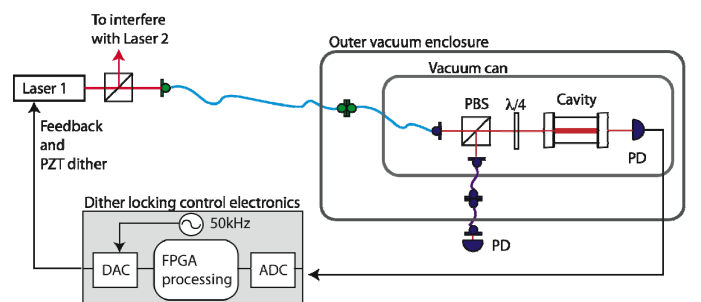 To interfere
with Laser 2
Outer vacuum enclosure
Vacuum can
Laser 1
PBS
λ/4
Cavity
Feedback
and
PZT dither
PD
Dither locking control electronics
50kHz
PD
DAC
FPGA
processing
ADC